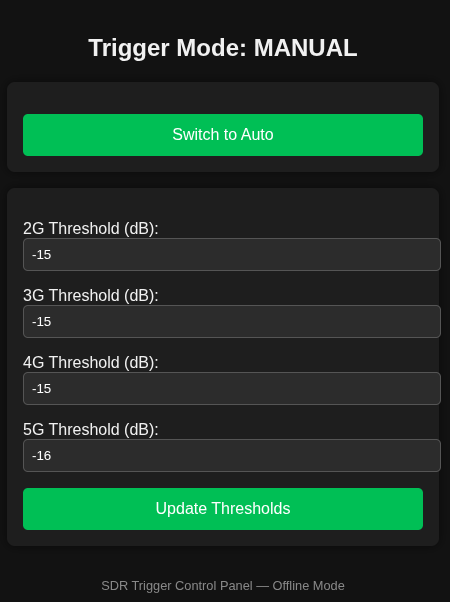 Trigger Mode: MANUAL
Switch to Auto
2G Threshold (dB):
-15
3G Threshold (dB):
-15
4G Threshold (dB):
-15
5G Threshold (dB):
-16
Update Thresholds
SDR Trigger Control Panel — Offline Mode